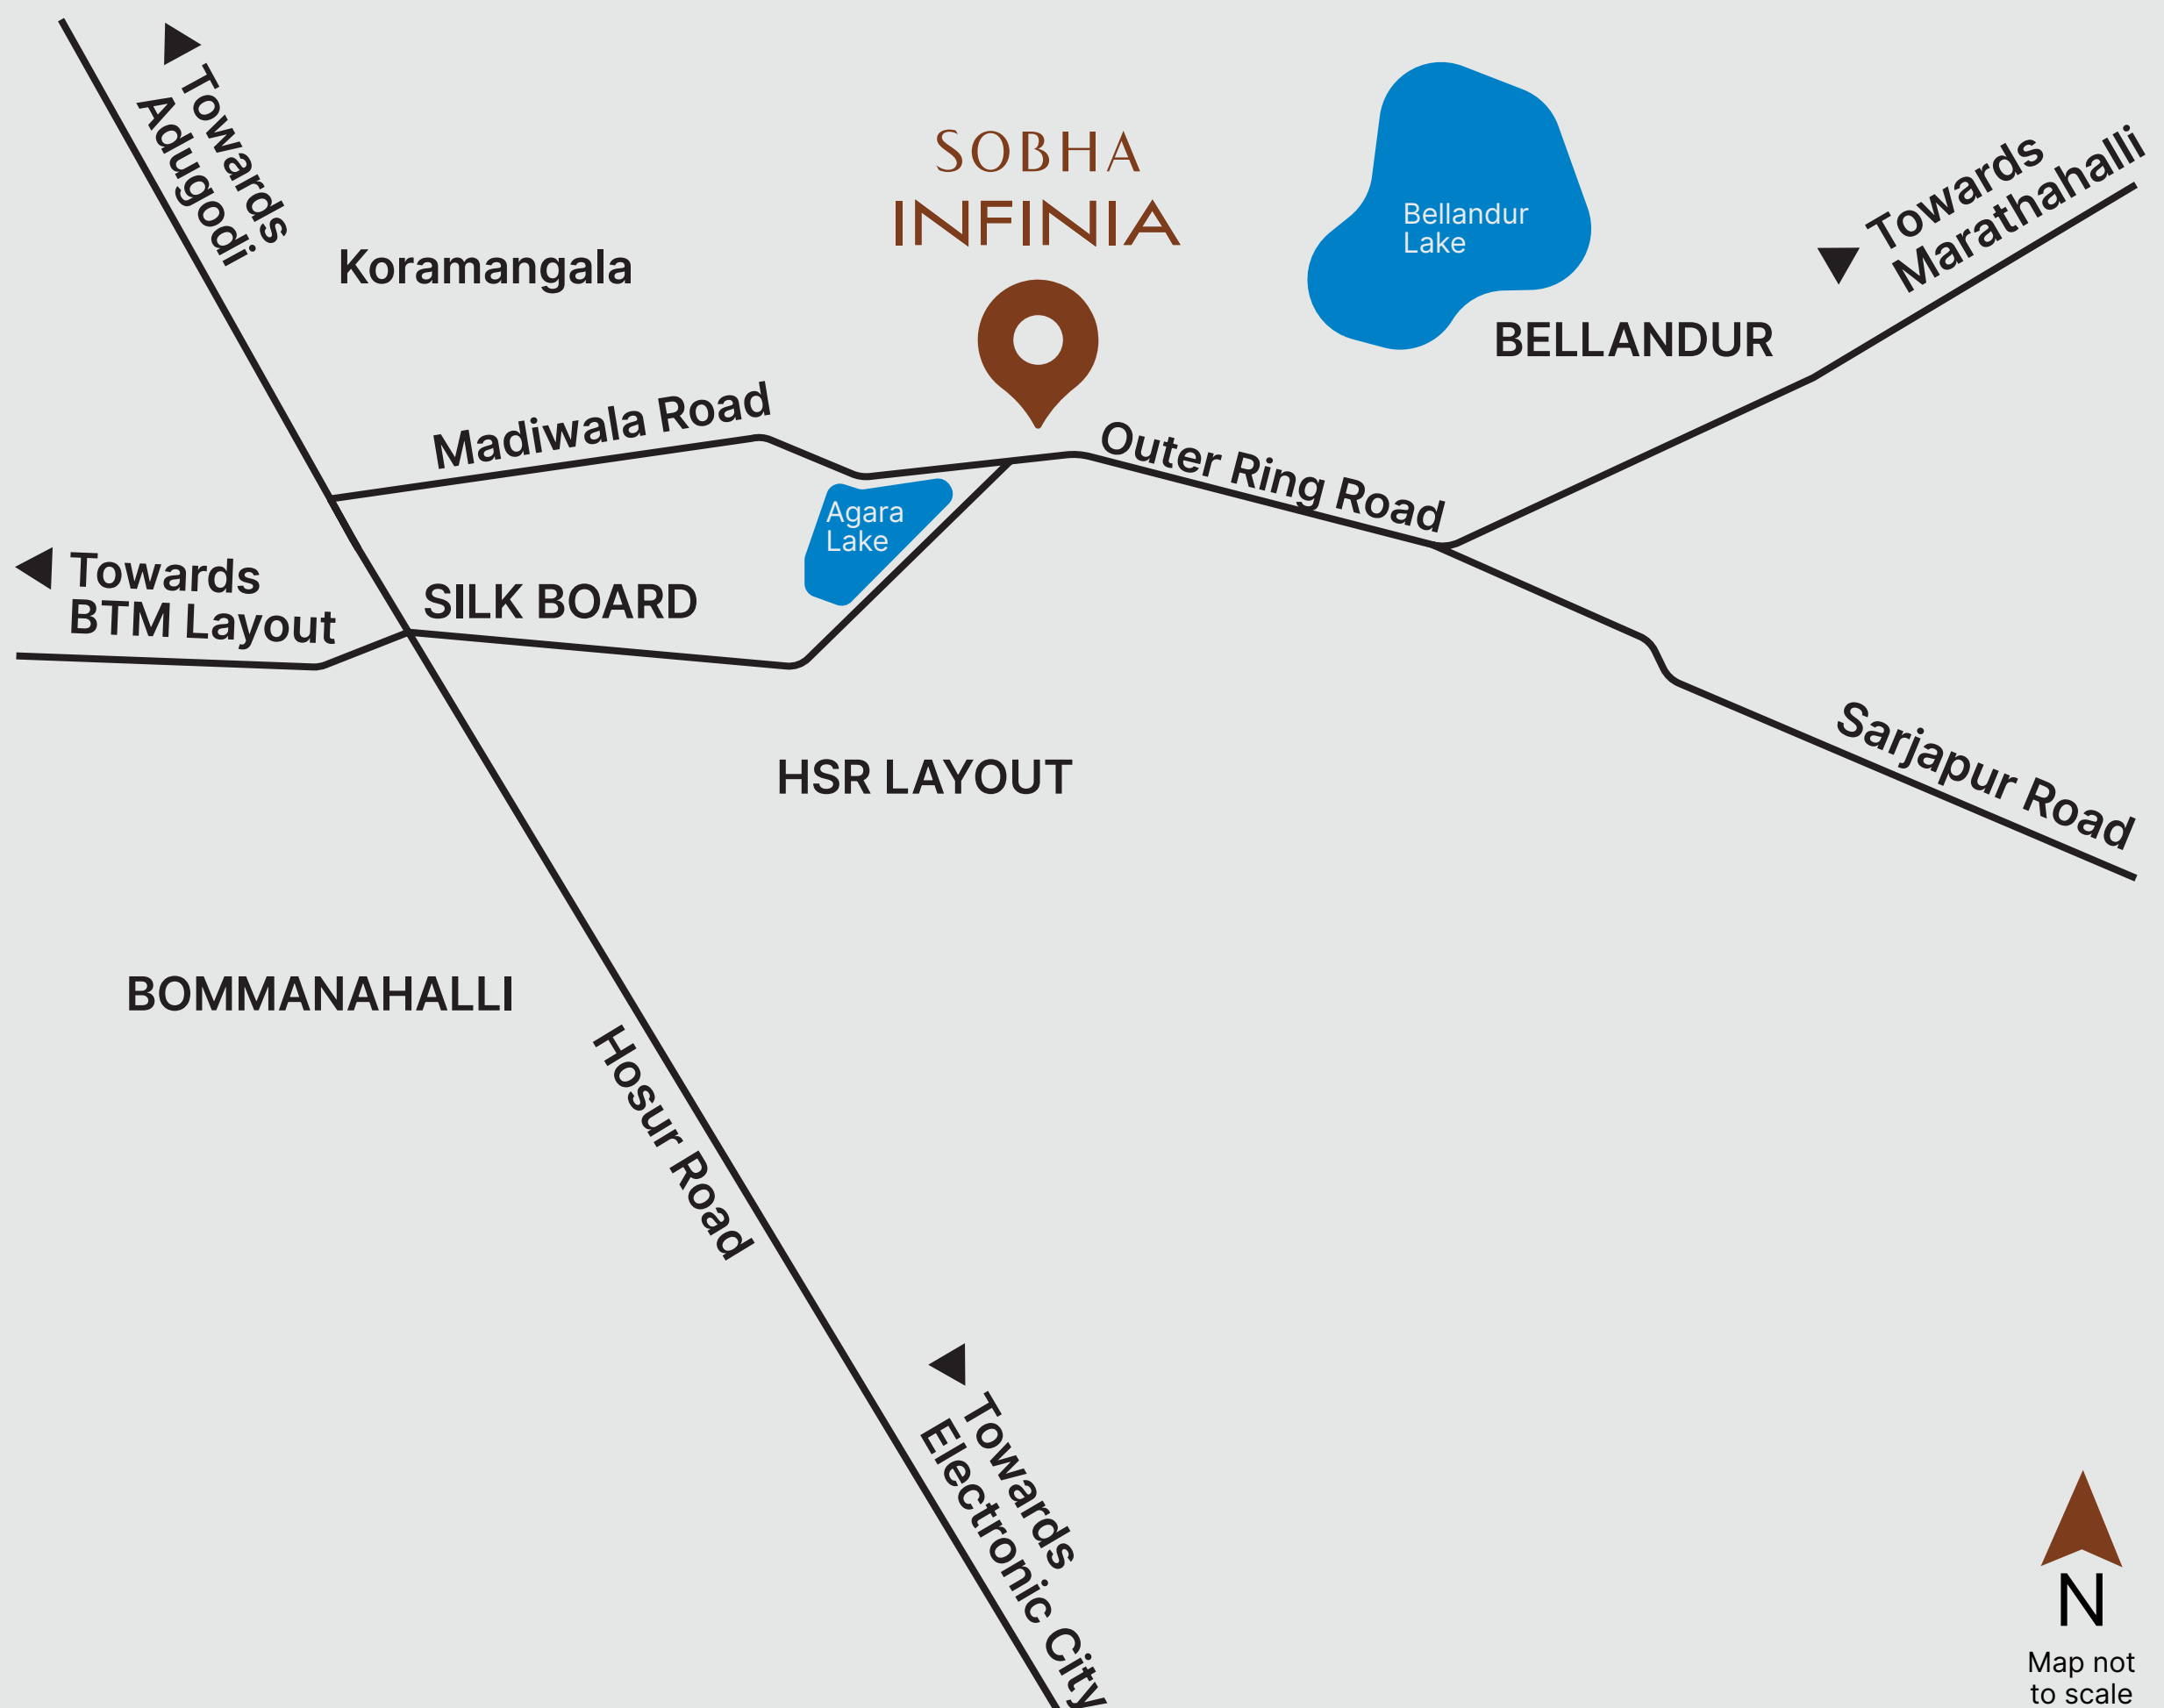 Towards
Aduggodi
SOBHA
INFINIA
Koramangala
Bellandur
Lake
Towards
Marathahalli
BELLANDUR
Madiwala Road
Outer Ring Road
Agara
Lake
Towards
BTM Layout
SILK BOARD
HSR LAYOUT
Sarjapur Road
BOMMANAHALLI
Hosur Road
Towards
Electronic City
N
Map not
to scale